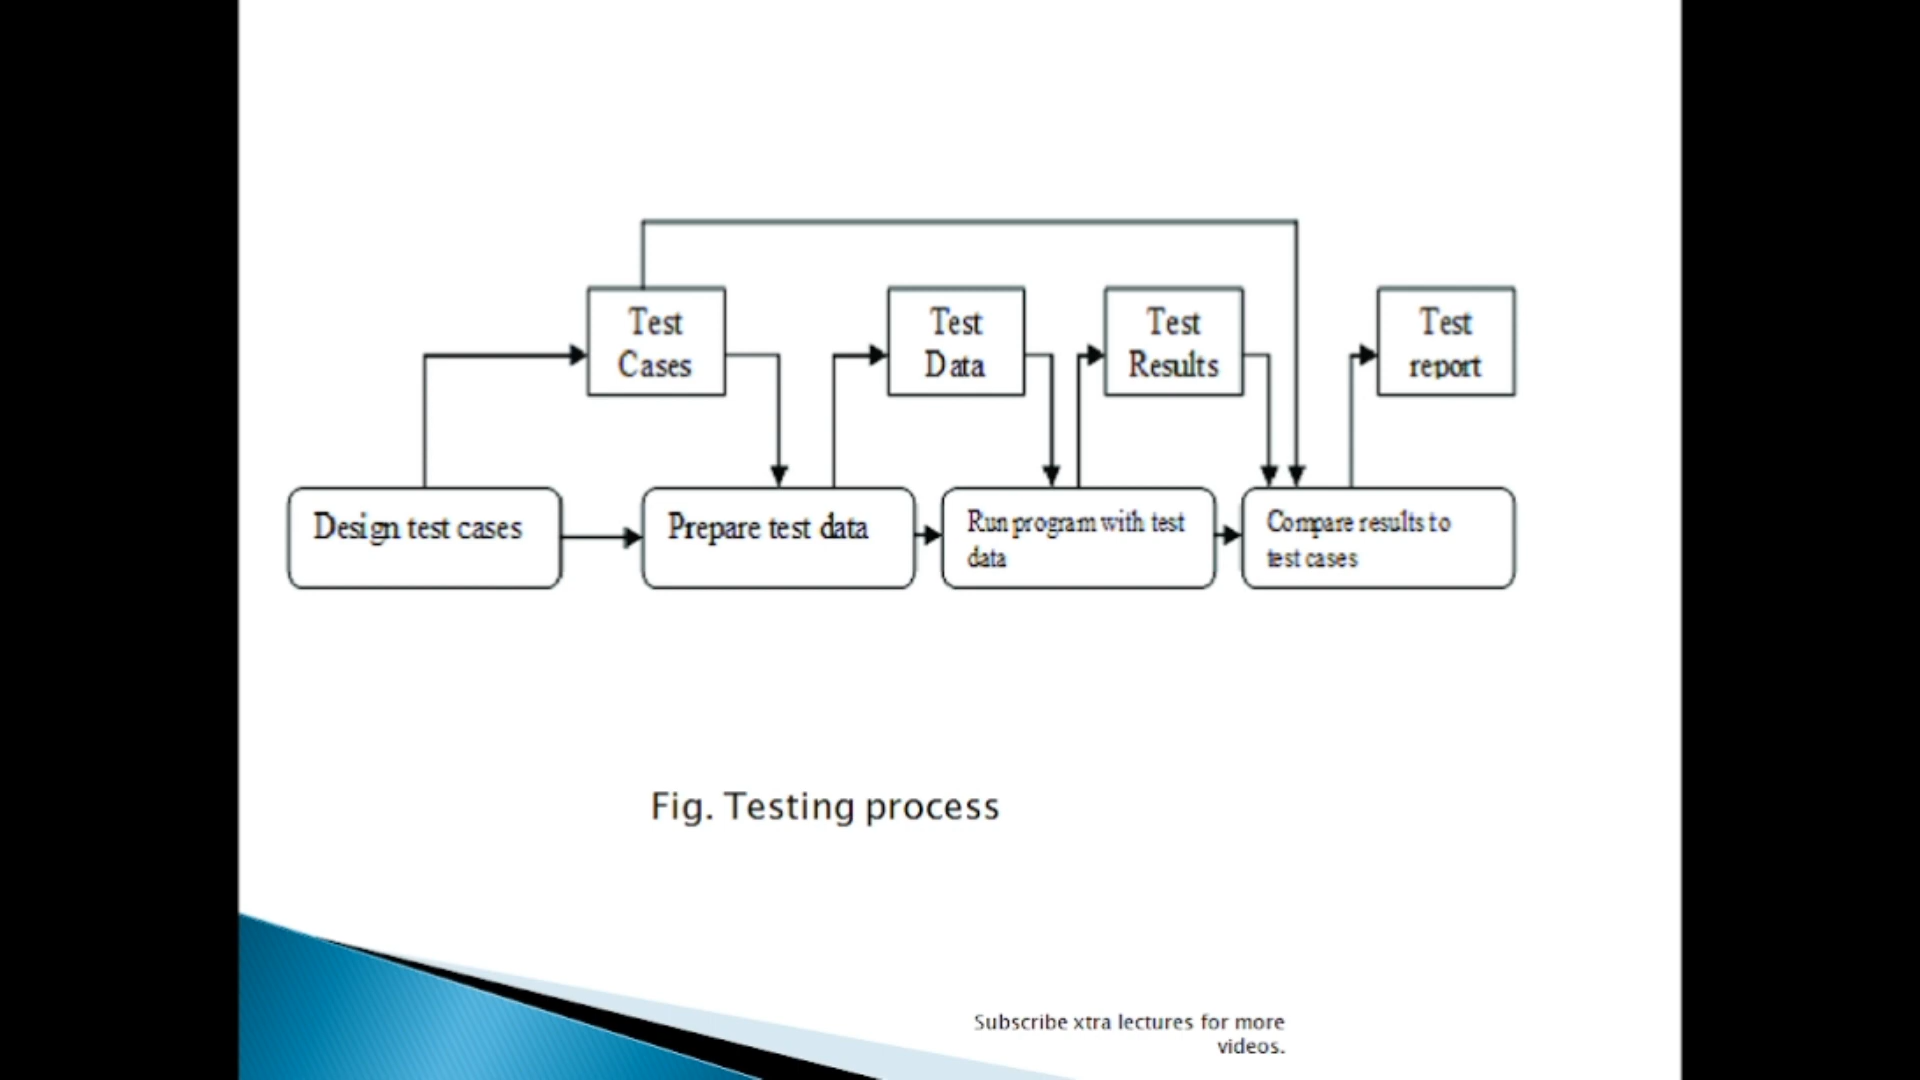 Test
Cases
Test
Data
Test
Results
Test
report
Design test cases
Prepare test data
Run program with test
data
Compare results to
test cases
Fig. Testing process
Subscribe xtra lectures for more
videos.